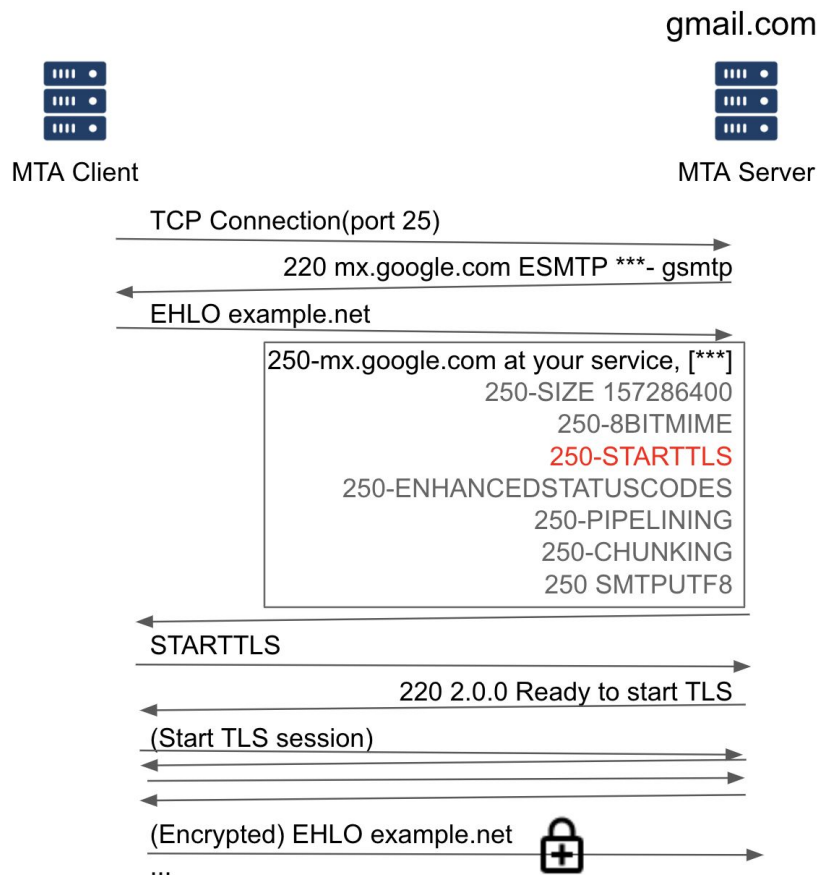 gmail.com
MTA Client
MTA Server
TCP Connection(port 25)
220 mx.google.com ESMTP ***- gsmtp
EHLO example.net
250-mx.google.com at your service, [***]
250-SIZE 157286400
250-8BITMIME
250-STARTTLS
250-ENHANCEDSTATUSCODES
250-PIPELINING
250-CHUNKING
250 SMTPUTF8
STARTTLS
220 2.0.0 Ready to start TLS
(Start TLS session)
(Encrypted) EHLO example.net
...